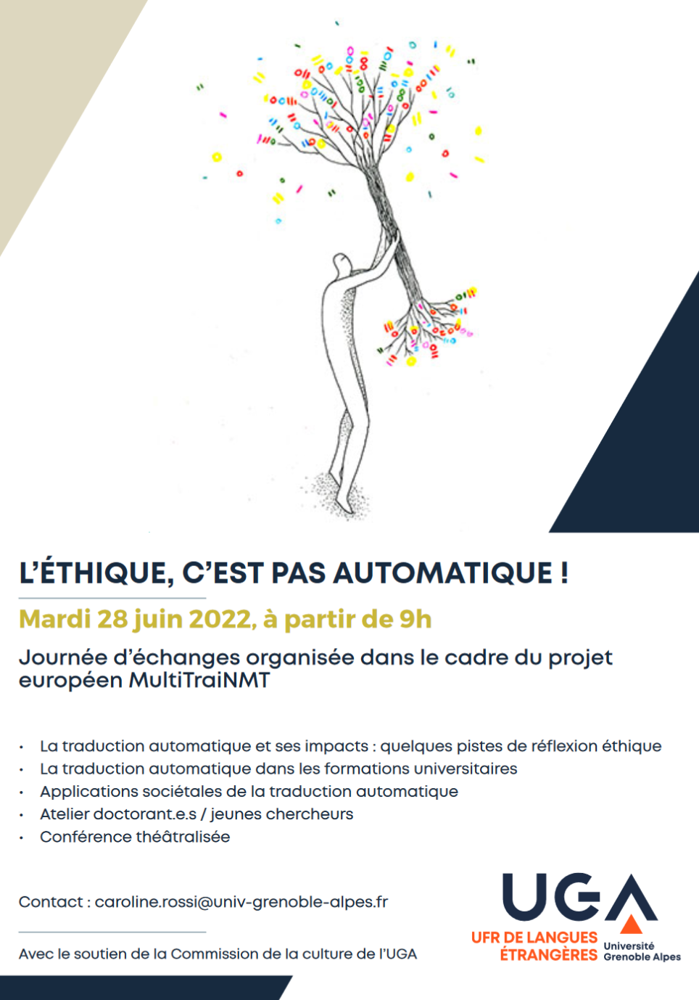 L’ÉTHIQUE, C’EST PAS AUTOMATIQUE !
Mardi 28 juin 2022, à partir de 9h
Journée d’échanges organisée dans le cadre du projet
européen MultiTraiNMT
• La traduction automatique et ses impacts : quelques pistes de réflexion éthique
• La traduction automatique dans les formations universitaires
• Applications sociétales de la traduction automatique
• Atelier doctorant.e.s / jeunes chercheurs
• Conférence théâtralisée
Contact : caroline.rossi@univ-grenoble-alpes.fr
Avec le soutien de la Commission de la culture de l’UGA
UGA
UFR DE LANGUES
ÉTRANGÈRES
Université
Grenoble Alpes